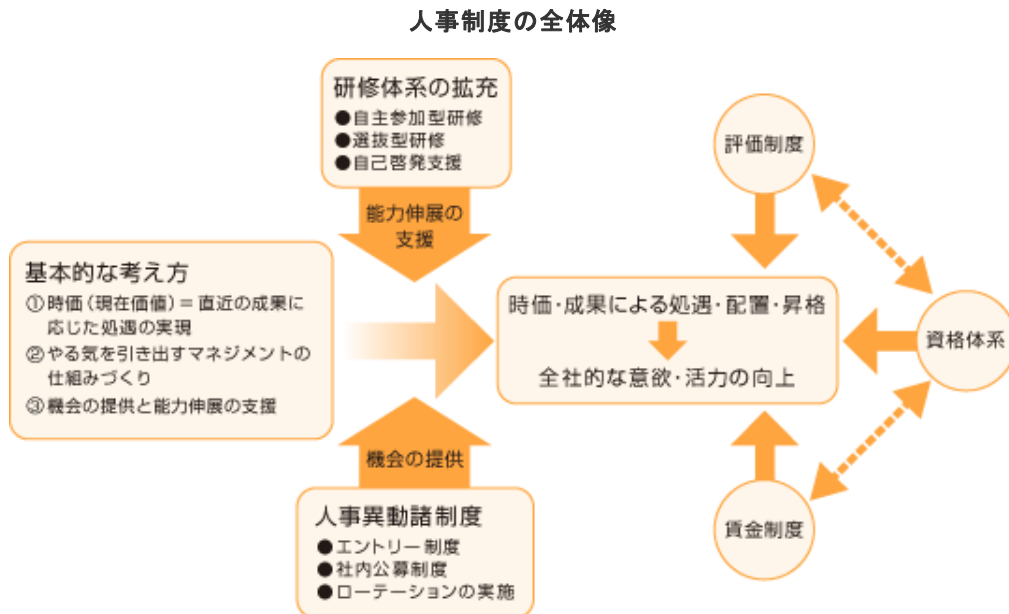 人事制度の全体像
研修体系の拡充
●自主参加型研修
●選抜型研修
●自己啓発支援
能力伸展の
支援
基本的な考え方
①時価(現在価値)=直近の成果に
応じた処遇の実現
②やる気を引き出すマネジメントの
仕組みづくり
③機会の提供と能力伸展の支援
機会の提供
人事異動諸制度
●エントリー制度
●社内公募制度
●ローテーションの実施
時価・成果による処遇・配置・昇格
全社的な意欲・活力の向上
評価制度
資格体系
賃金制度